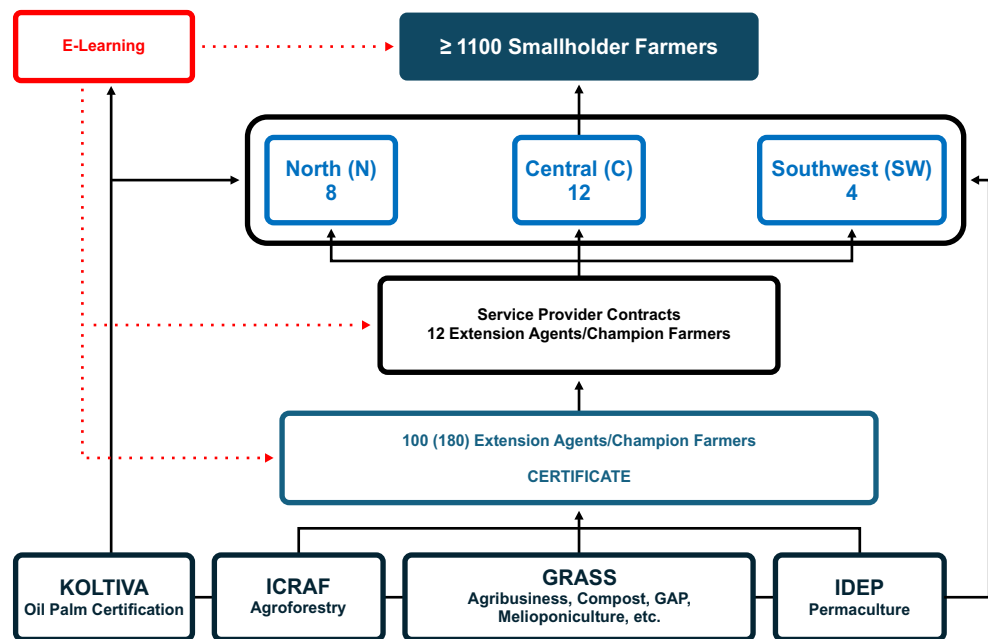 E-Learning
≥ 1100 Smallholder Farmers
North (N)
8
Central (C)
12
Southwest (SW)
4
Service Provider Contracts
12 Extension Agents/Champion Farmers
100 (180) Extension Agents/Champion Farmers
CERTIFICATE
KOLTIVA
Oil Palm Certification
ICRAF
Agroforestry
GRASS
Agribusiness, Compost, GAP,
Melioponiculture, etc.
IDEP
Permaculture